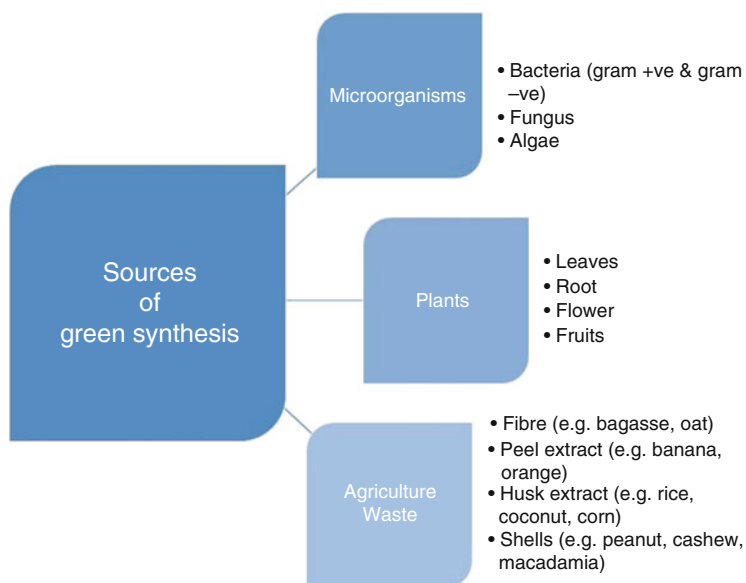 Sources
of
green synthesis
Microorganisms
• Bacteria (gram +ve & gram
–ve)
• Fungus
• Algae
Plants
• Leaves
• Root
• Flower
• Fruits
Agriculture
Waste
• Fibre (e.g. bagasse, oat)
• Peel extract (e.g. banana,
orange)
• Husk extract (e.g. rice,
coconut, corn)
• Shells (e.g. peanut, cashew,
macadamia)